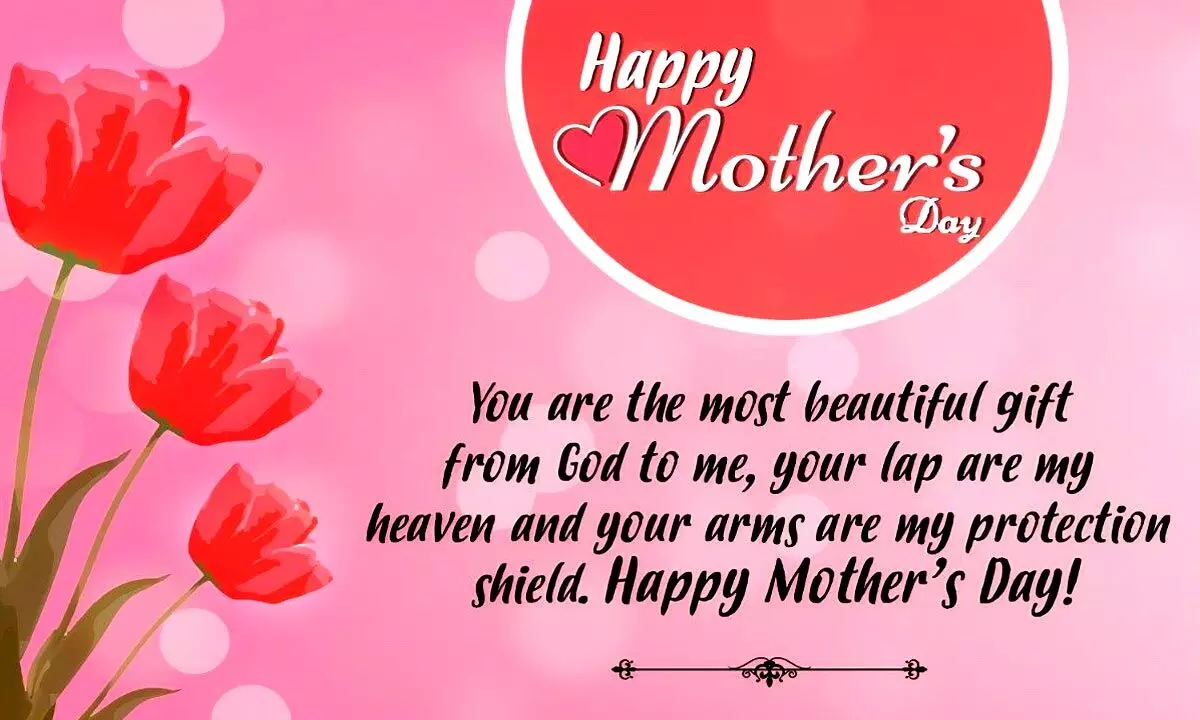 Happy
Mother's
Day
You are the most beautiful gift
from God to me, your lap are my
heaven and your arms are my protection
shield. Happy Mother's Day!